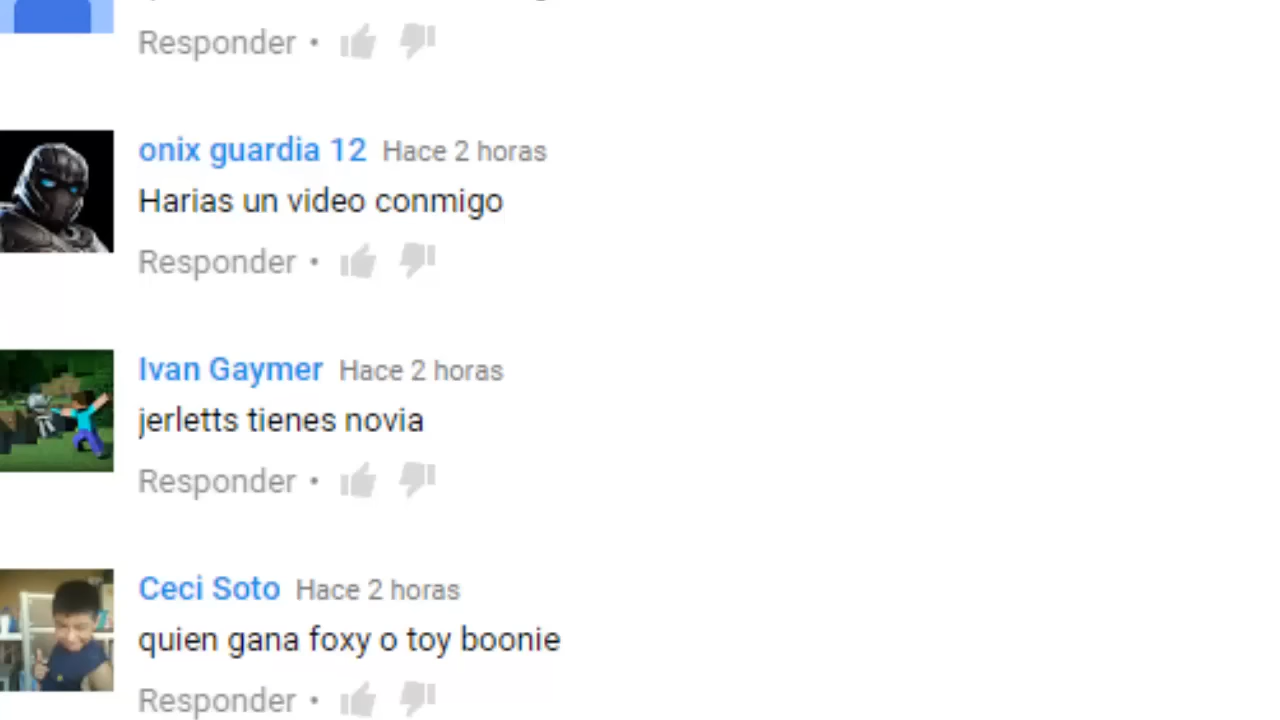 Responder •
onix guardia 12 Hace 2 horas
Harias un video conmigo
Responder •
Ivan Gaymer Hace 2 horas
jerletts tienes novia
Responder •
Ceci Soto Hace 2 horas
quien gana foxy o toy boonie
Responder •